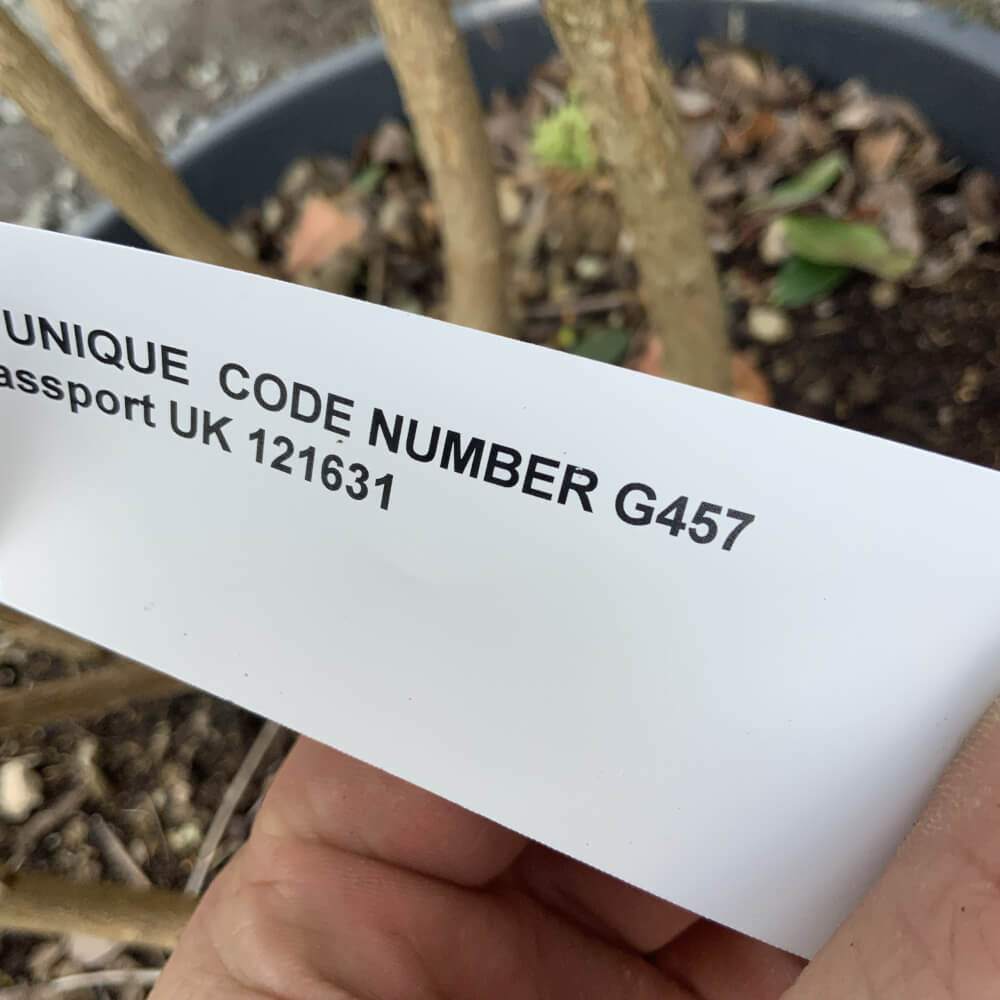 UNIQUE CODE NUMBER G457
assport UK 121631